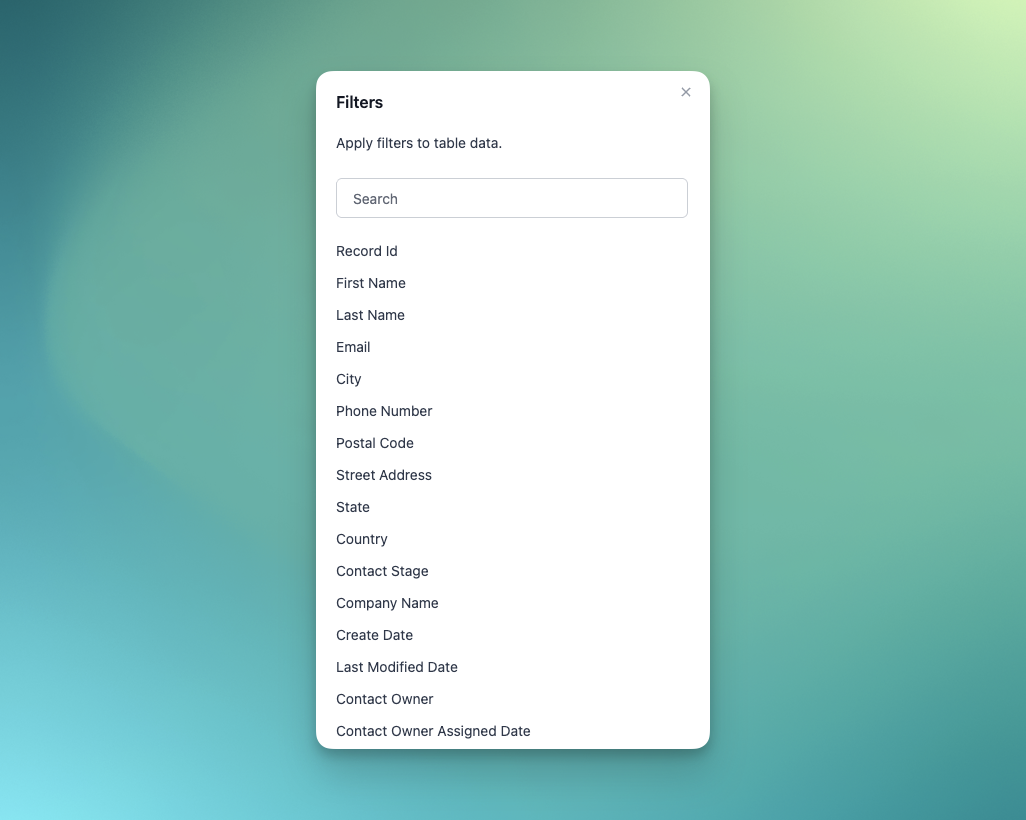 Filters
Apply filters to table data.
Search
Record Id
First Name
Last Name
Email
City
Phone Number
Postal Code
Street Address
State
Country
Contact Stage
Company Name
Create Date
Last Modified Date
Contact Owner
Contact Owner Assigned Date